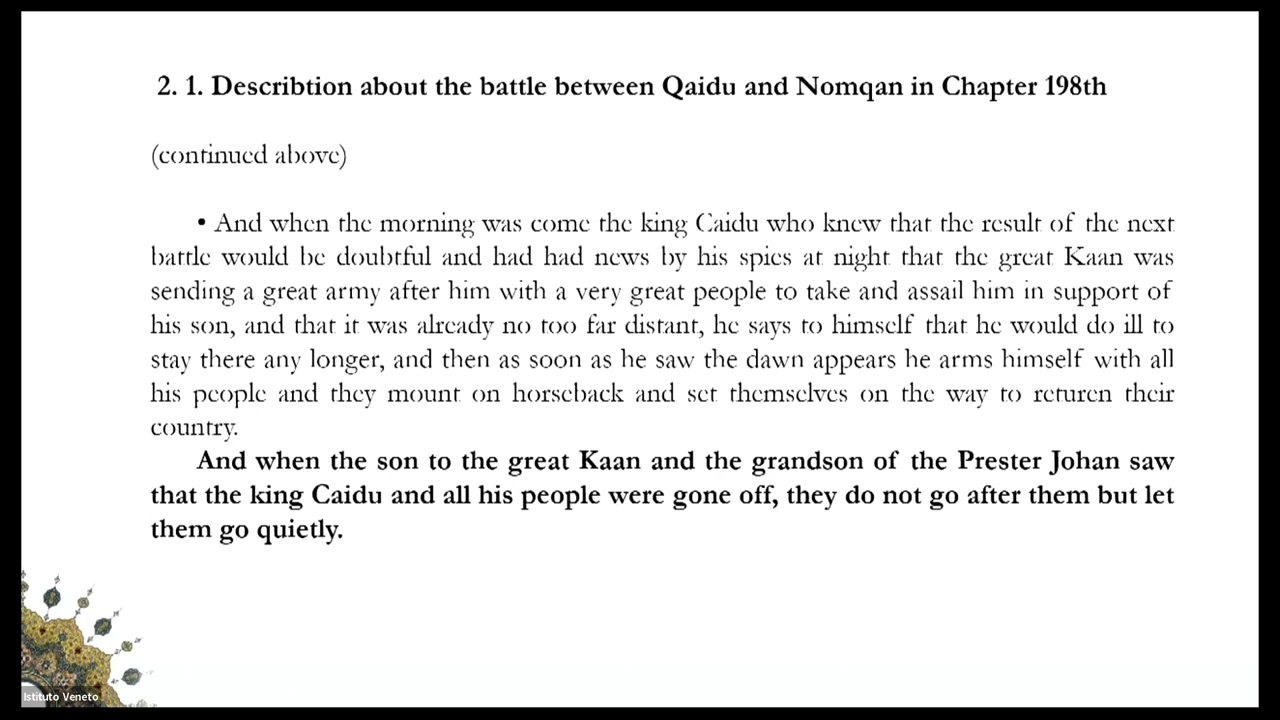 2. 1. Describtion about the battle between Qaidu and Nomqan in Chapter 198th
(continued above)
• And when the morning was come the king Caidu who knew that the result of the next
battle would be doubtful and had had news by his spies at night that the great Kaan was
sending a great army after him with a very great people to take and assail him in support of
his son, and that it was already no too far distant, he says to himself that he would do ill to
stay there any longer, and then as soon as he saw the dawn appears he arms himself with all
his people and they mount on horseback and set themselves on the way to returen their
country.
And when the son to the great Kaan and the grandson of the Prester Johan saw
that the king Caidu and all his people were gone off, they do not go after them but let
them go quietly.
Istituto Veneto